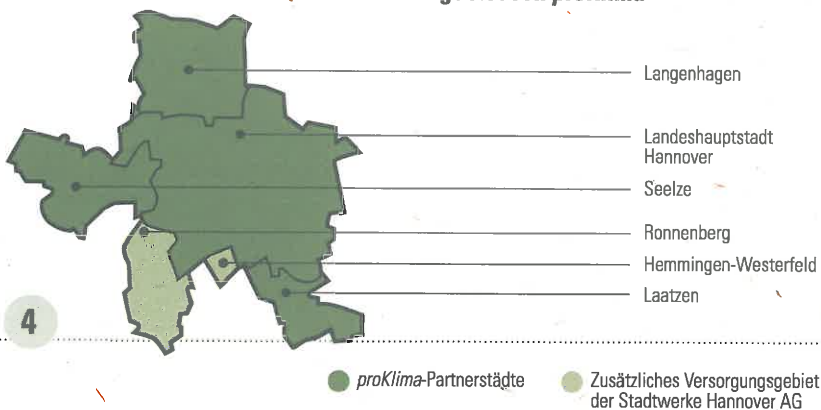 Langenhagen
Landeshauptstadt
Hannover
Seelze
Ronnenberg
Hemmingen-Westerfeld
Laatzen
4
proKlima-Partnerstädte
Zusätzliches Versorgungsgebiet
der Stadtwerke Hannover AG